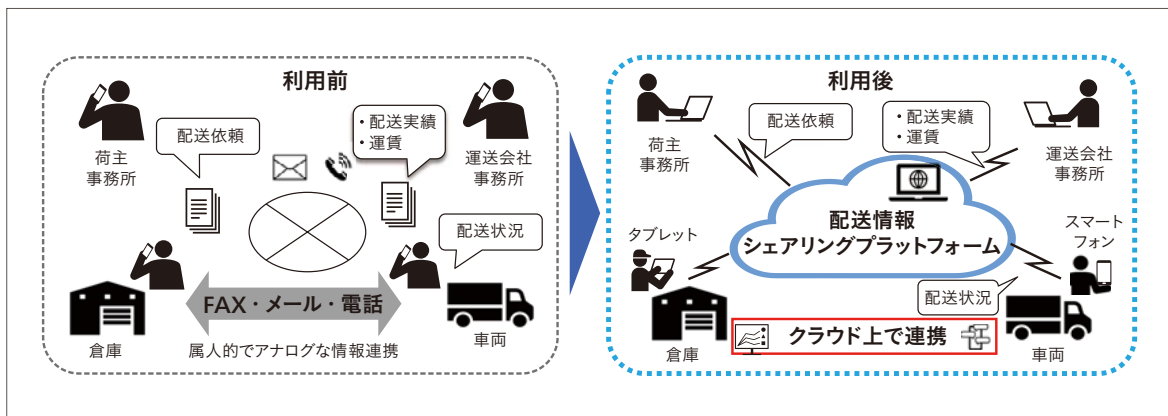 利用前
配送依頼
・配送実績
・運賃
荷主
事務所
運送会社
事務所
配送状況
FAX・メール・電話
倉庫
属人的でアナログな情報連携
車両
利用後
配送依頼
・配送実績
・運賃
荷主
事務所
運送会社
事務所
配送情報
シェアリングプラットフォーム
タブレット
スマート
フォン
配送状況
クラウド上で連携
倉庫
車両